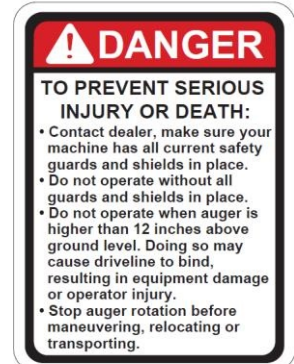 DANGER
TO PREVENT SERIOUS
INJURY OR DEATH:
• Contact dealer, make sure your
machine has all current safety
guards and shields in place.
• Do not operate without all
guards and shields in place.
• Do not operate when auger is
higher than 12 inches above
ground level. Doing so may
cause driveline to bind,
resulting in equipment damage
or operator injury.
• Stop auger rotation before
maneuvering, relocating or
transporting.